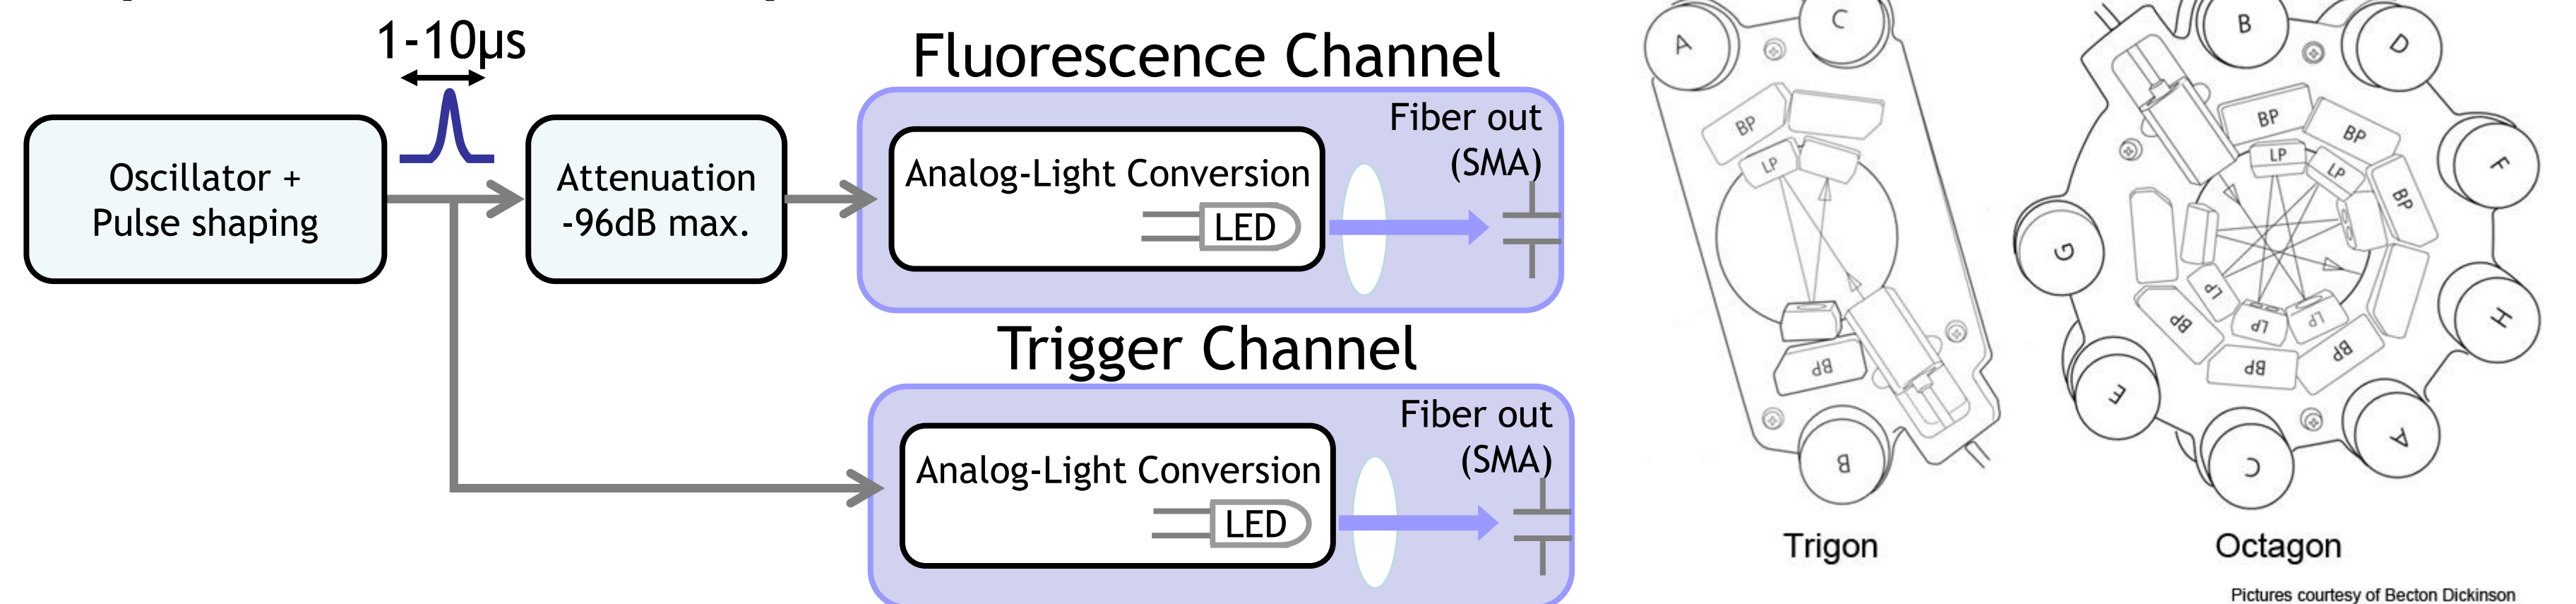 1-10µs
Oscillator +
Pulse shaping
Attenuation
-96dB max.
Fluorescence Channel
Analog-Light Conversion
LED
Fiber out
(SMA)
Trigger Channel
Analog-Light Conversion
LED
Fiber out
(SMA)
A
C
BP
LP
BP
B
Trigon
B
D
F
H
A
C
E
G
BP
BP
BP
BP
BP
BP
LP
LP
LP
LP
LP
Octagon
Pictures courtesy of Becton Dickinson